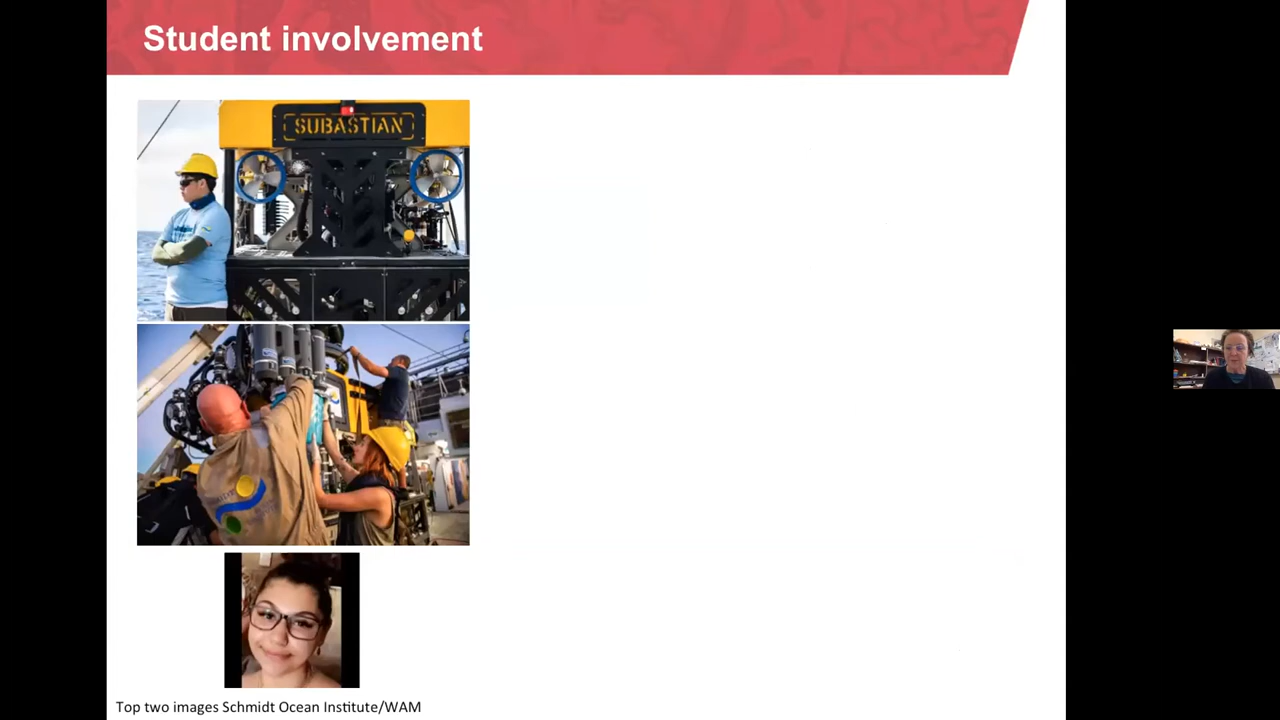 Student involvement
SUBASTIAN
Top two images Schmidt Ocean Institute/WAM